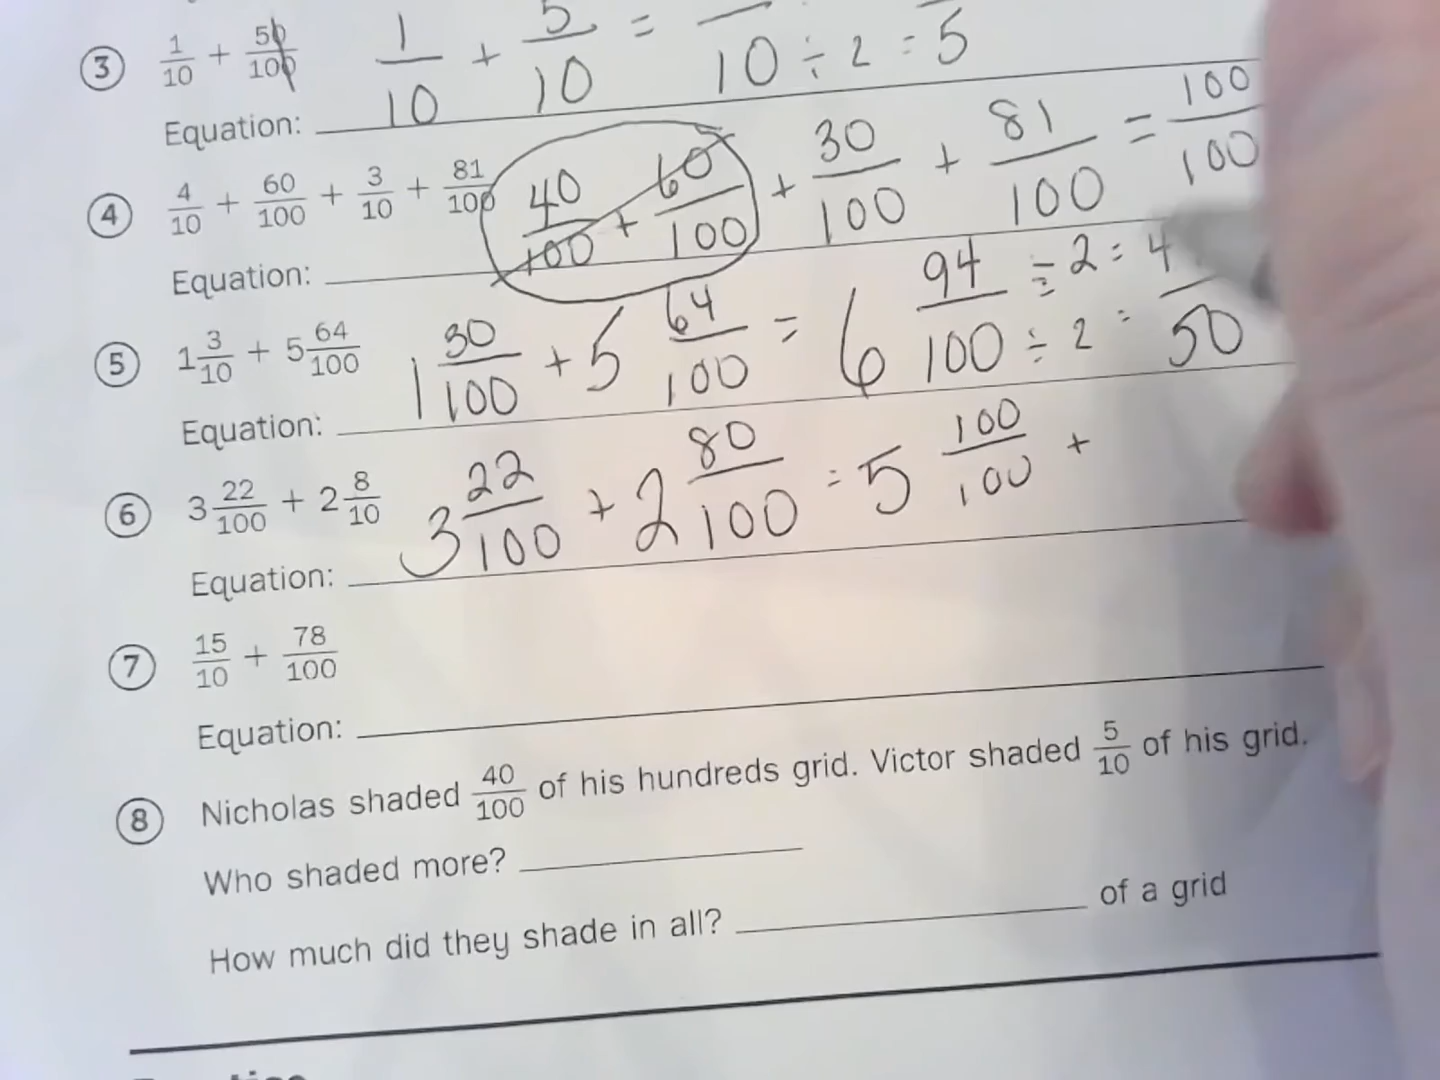 3 1/10 + 50/100 1/10 + 5/10 = 10 ÷ 2 = 5
Equation:
4 4/10 + 60/100 + 3/10 + 81/100 40/100 + 60/100 + 30/100 + 81/100 = 100/100
Equation:
5 1 3/10 + 5 64/100 1 30/100 + 5 64/100 = 6 94/100 ÷ 2 = 4 ÷ 2 = 50
Equation:
6 3 22/100 + 2 8/10 3 22/100 + 2 80/100 = 5 100/100 +
Equation:
7 15/10 + 78/100
Equation:
8 Nicholas shaded 40/100 of his hundreds grid. Victor shaded 5/10 of his grid.
Who shaded more?
How much did they shade in all? of a grid